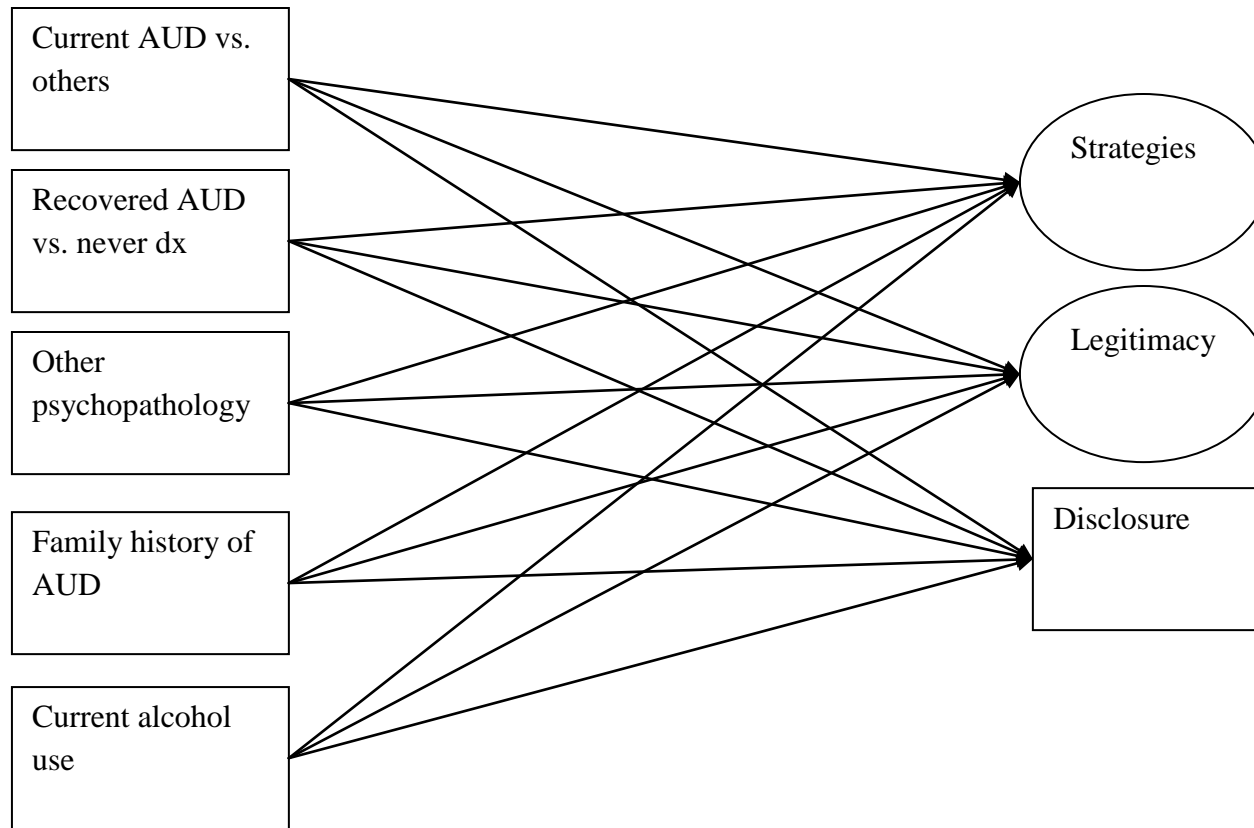 Current AUD vs.
others
Strategies
Recovered AUD
vs. never dx
Other
psychopathology
Legitimacy
Family history of
AUD
Disclosure
Current alcohol
use